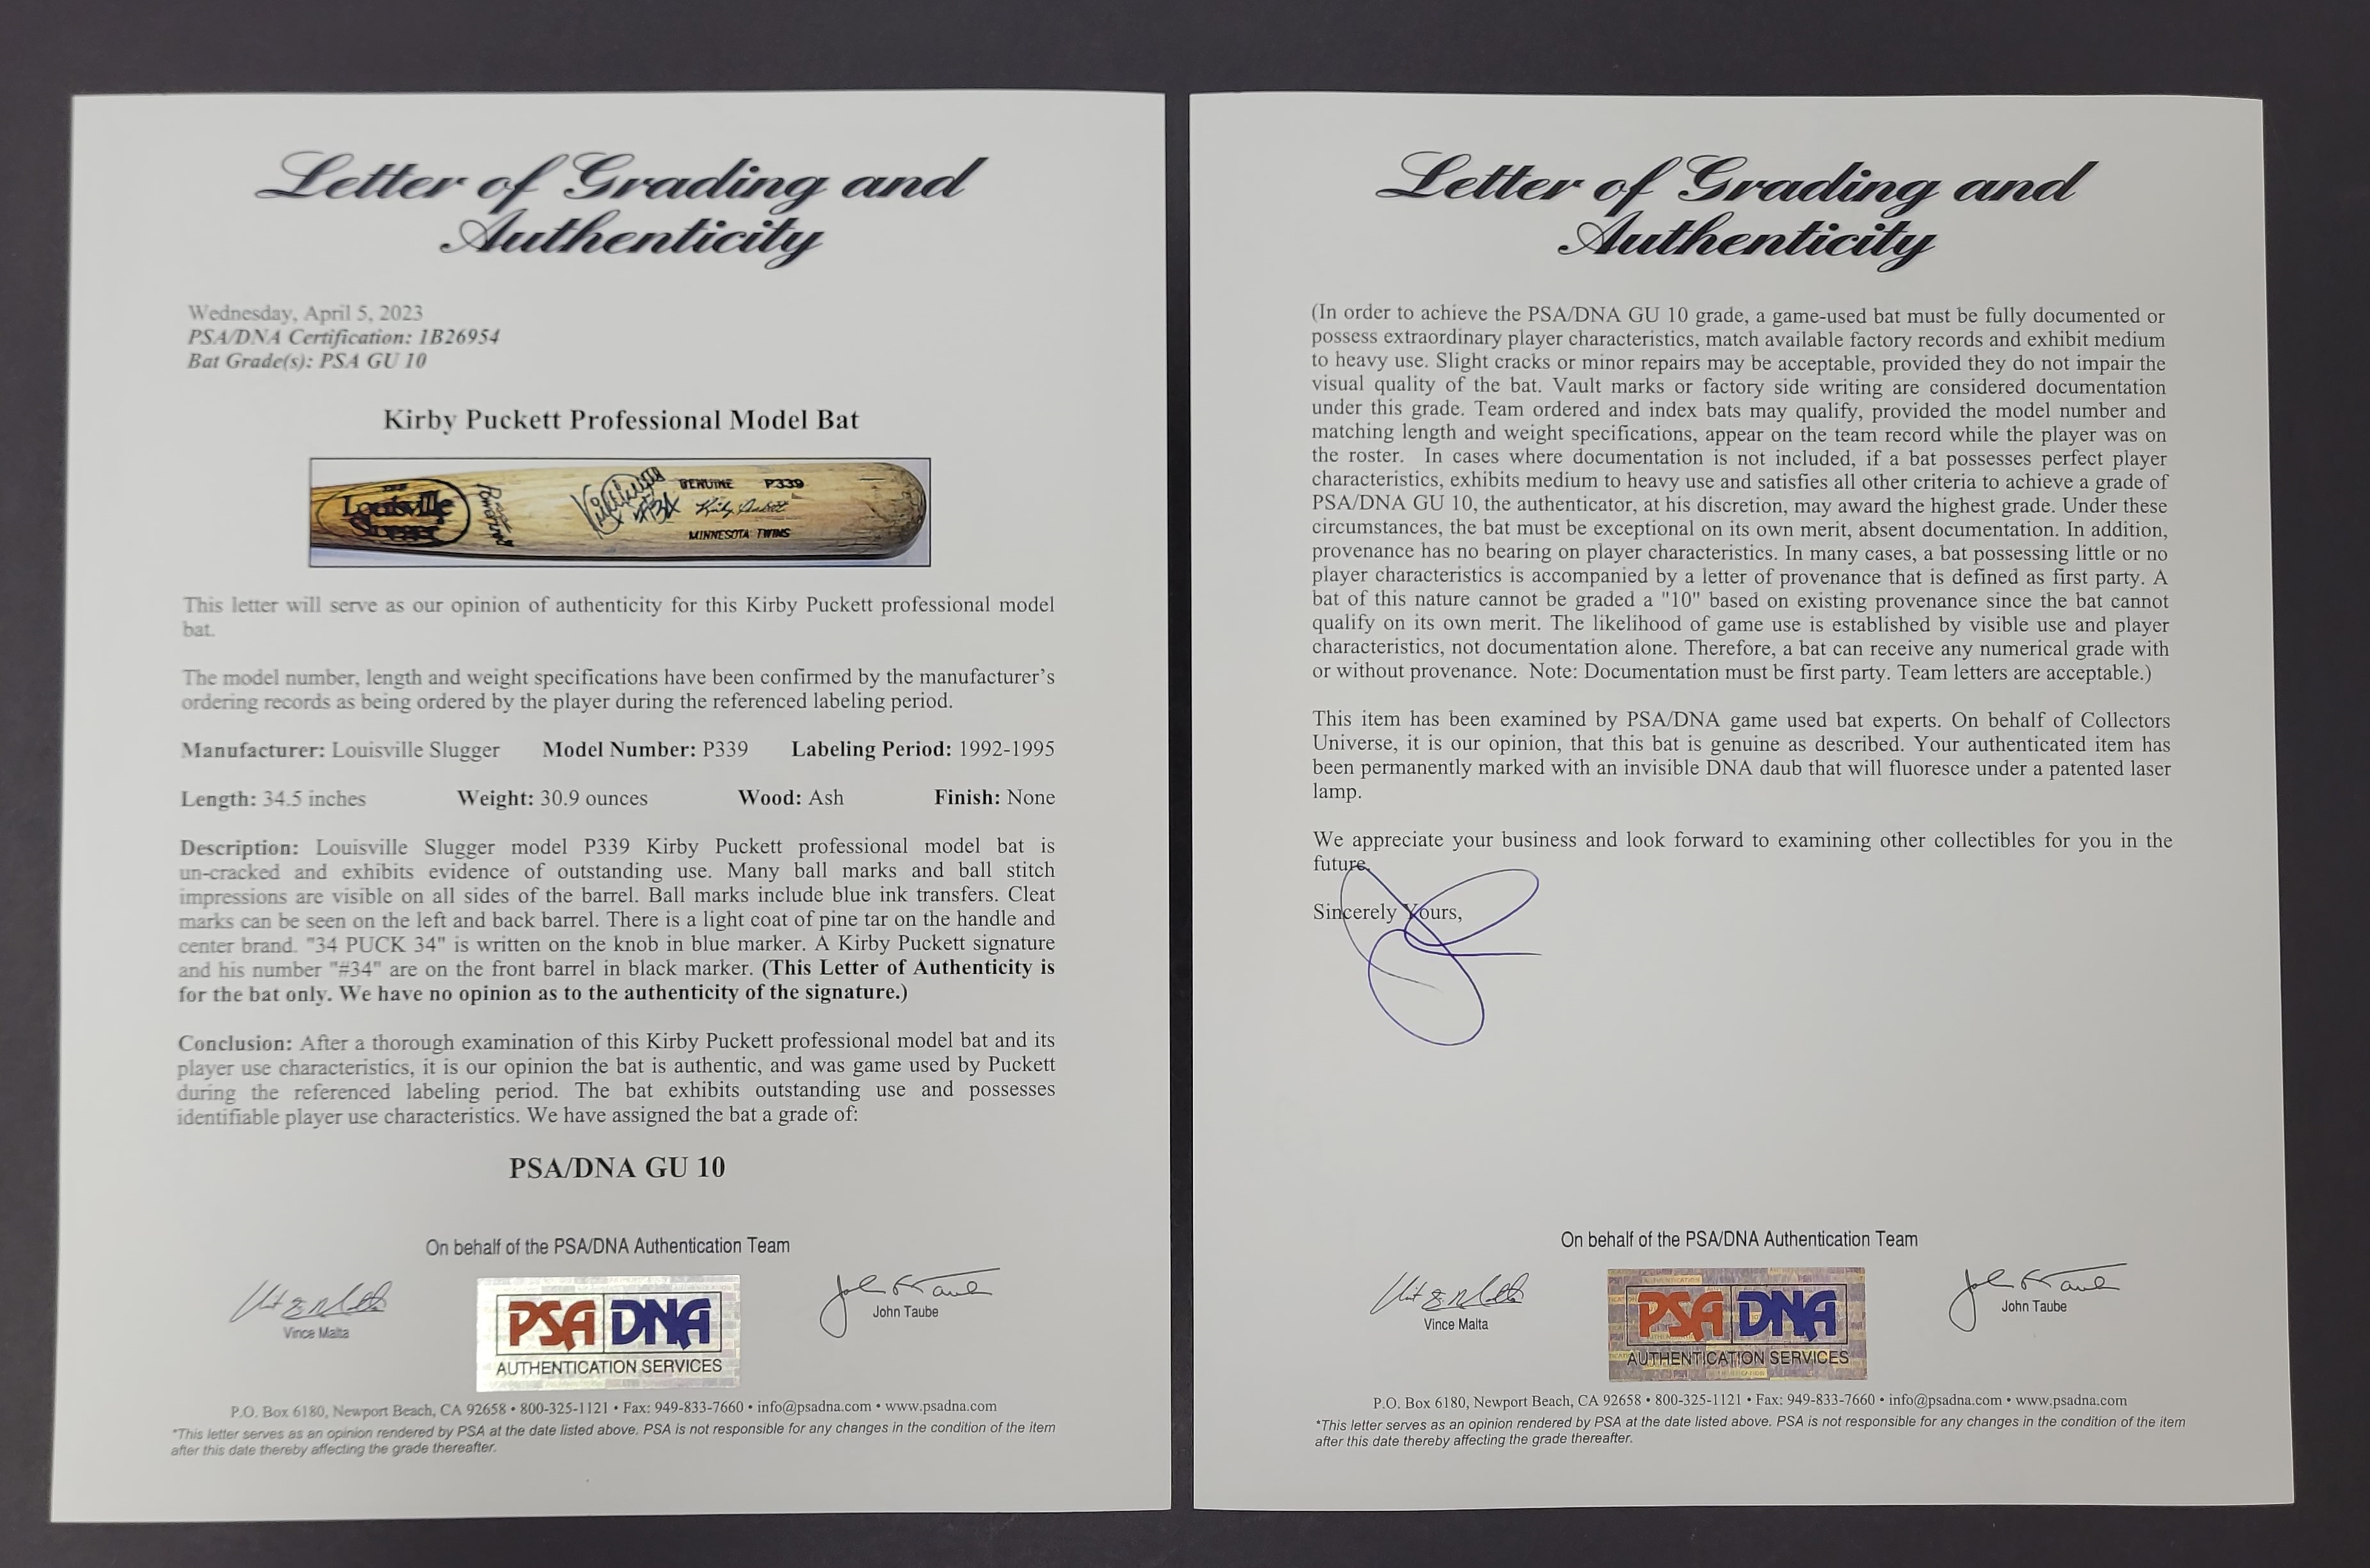 Letter of Grading and
Authenticity
Wednesday, April 5, 2023
PSA/DNA Certification: 1B26954
Bat Grade(s): PSA GU 10
Kirby Puckett Professional Model Bat
Louisville
Slugger
GENUINE P339
Kirby Puckett
#34
MINNESOTA TWINS
This letter will serve as our opinion of authenticity for this Kirby Puckett professional model
bat.
The model number, length and weight specifications have been confirmed by the manufacturer's
ordering records as being ordered by the player during the referenced labeling period.
Manufacturer: Louisville Slugger Model Number: P339 Labeling Period: 1992-1995
Length: 34.5 inches Weight: 30.9 ounces Wood: Ash Finish: None
Description: Louisville Slugger model P339 Kirby Puckett professional model bat is
un-cracked and exhibits evidence of outstanding use. Many ball marks and ball stitch
impressions are visible on all sides of the barrel. Ball marks include blue ink transfers. Cleat
marks can be seen on the left and back barrel. There is a light coat of pine tar on the handle and
center brand. "34 PUCK 34" is written on the knob in blue marker. A Kirby Puckett signature
and his number "#34" are on the front barrel in black marker. (This Letter of Authenticity is
for the bat only. We have no opinion as to the authenticity of the signature.)
Conclusion: After a thorough examination of this Kirby Puckett professional model bat and its
player use characteristics, it is our opinion the bat is authentic, and was game used by Puckett
during the referenced labeling period. The bat exhibits outstanding use and possesses
identifiable player use characteristics. We have assigned the bat a grade of:
PSA/DNA GU 10
On behalf of the PSA/DNA Authentication Team
Vince Malta
PSA DNA
AUTHENTICATION SERVICES
John Taube
John Taube
P.O. Box 6180, Newport Beach, CA 92658 • 800-325-1121 • Fax: 949-833-7660 • info@psadna.com • www.psadna.com
*This letter serves as an opinion rendered by PSA at the date listed above. PSA is not responsible for any changes in the condition of the item
after this date thereby affecting the grade thereafter.
Letter of Grading and
Authenticity
(In order to achieve the PSA/DNA GU 10 grade, a game-used bat must be fully documented or
possess extraordinary player characteristics, match available factory records and exhibit medium
to heavy use. Slight cracks or minor repairs may be acceptable, provided they do not impair the
visual quality of the bat. Vault marks or factory side writing are considered documentation
under this grade. Team ordered and index bats may qualify, provided the model number and
matching length and weight specifications, appear on the team record while the player was on
the roster. In cases where documentation is not included, if a bat possesses perfect player
characteristics, exhibits medium to heavy use and satisfies all other criteria to achieve a grade of
PSA/DNA GU 10, the authenticator, at his discretion, may award the highest grade. Under these
circumstances, the bat must be exceptional on its own merit, absent documentation. In addition,
provenance has no bearing on player characteristics. In many cases, a bat possessing little or no
player characteristics is accompanied by a letter of provenance that is defined as first party. A
bat of this nature cannot be graded a "10" based on existing provenance since the bat cannot
qualify on its own merit. The likelihood of game use is established by visible use and player
characteristics, not documentation alone. Therefore, a bat can receive any numerical grade with
or without provenance. Note: Documentation must be first party. Team letters are acceptable.)
This item has been examined by PSA/DNA game used bat experts. On behalf of Collectors
Universe, it is our opinion, that this bat is genuine as described. Your authenticated item has
been permanently marked with an invisible DNA daub that will fluoresce under a patented laser
lamp.
We appreciate your business and look forward to examining other collectibles for you in the
future.
Sincerely Yours,
On behalf of the PSA/DNA Authentication Team
Vince Malta
PSA DNA
AUTHENTICATION SERVICES
John Taube
John Taube
P.O. Box 6180, Newport Beach, CA 92658 • 800-325-1121 • Fax: 949-833-7660 • info@psadna.com • www.psadna.com
*This letter serves as an opinion rendered by PSA at the date listed above. PSA is not responsible for any changes in the condition of the item
after this date thereby affecting the grade thereafter.